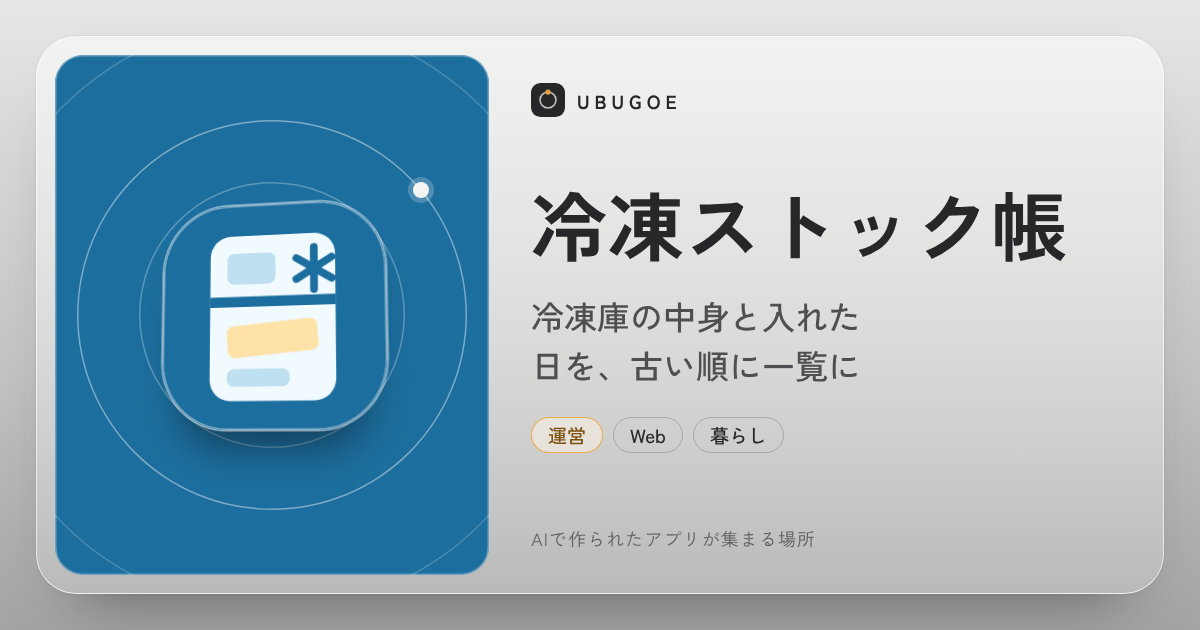 UBUGOE
冷凍ストック帳
冷凍庫の中身と入れた
日を、古い順に一覧に
運営 Web 暮らし
AIで作られたアプリが集まる場所